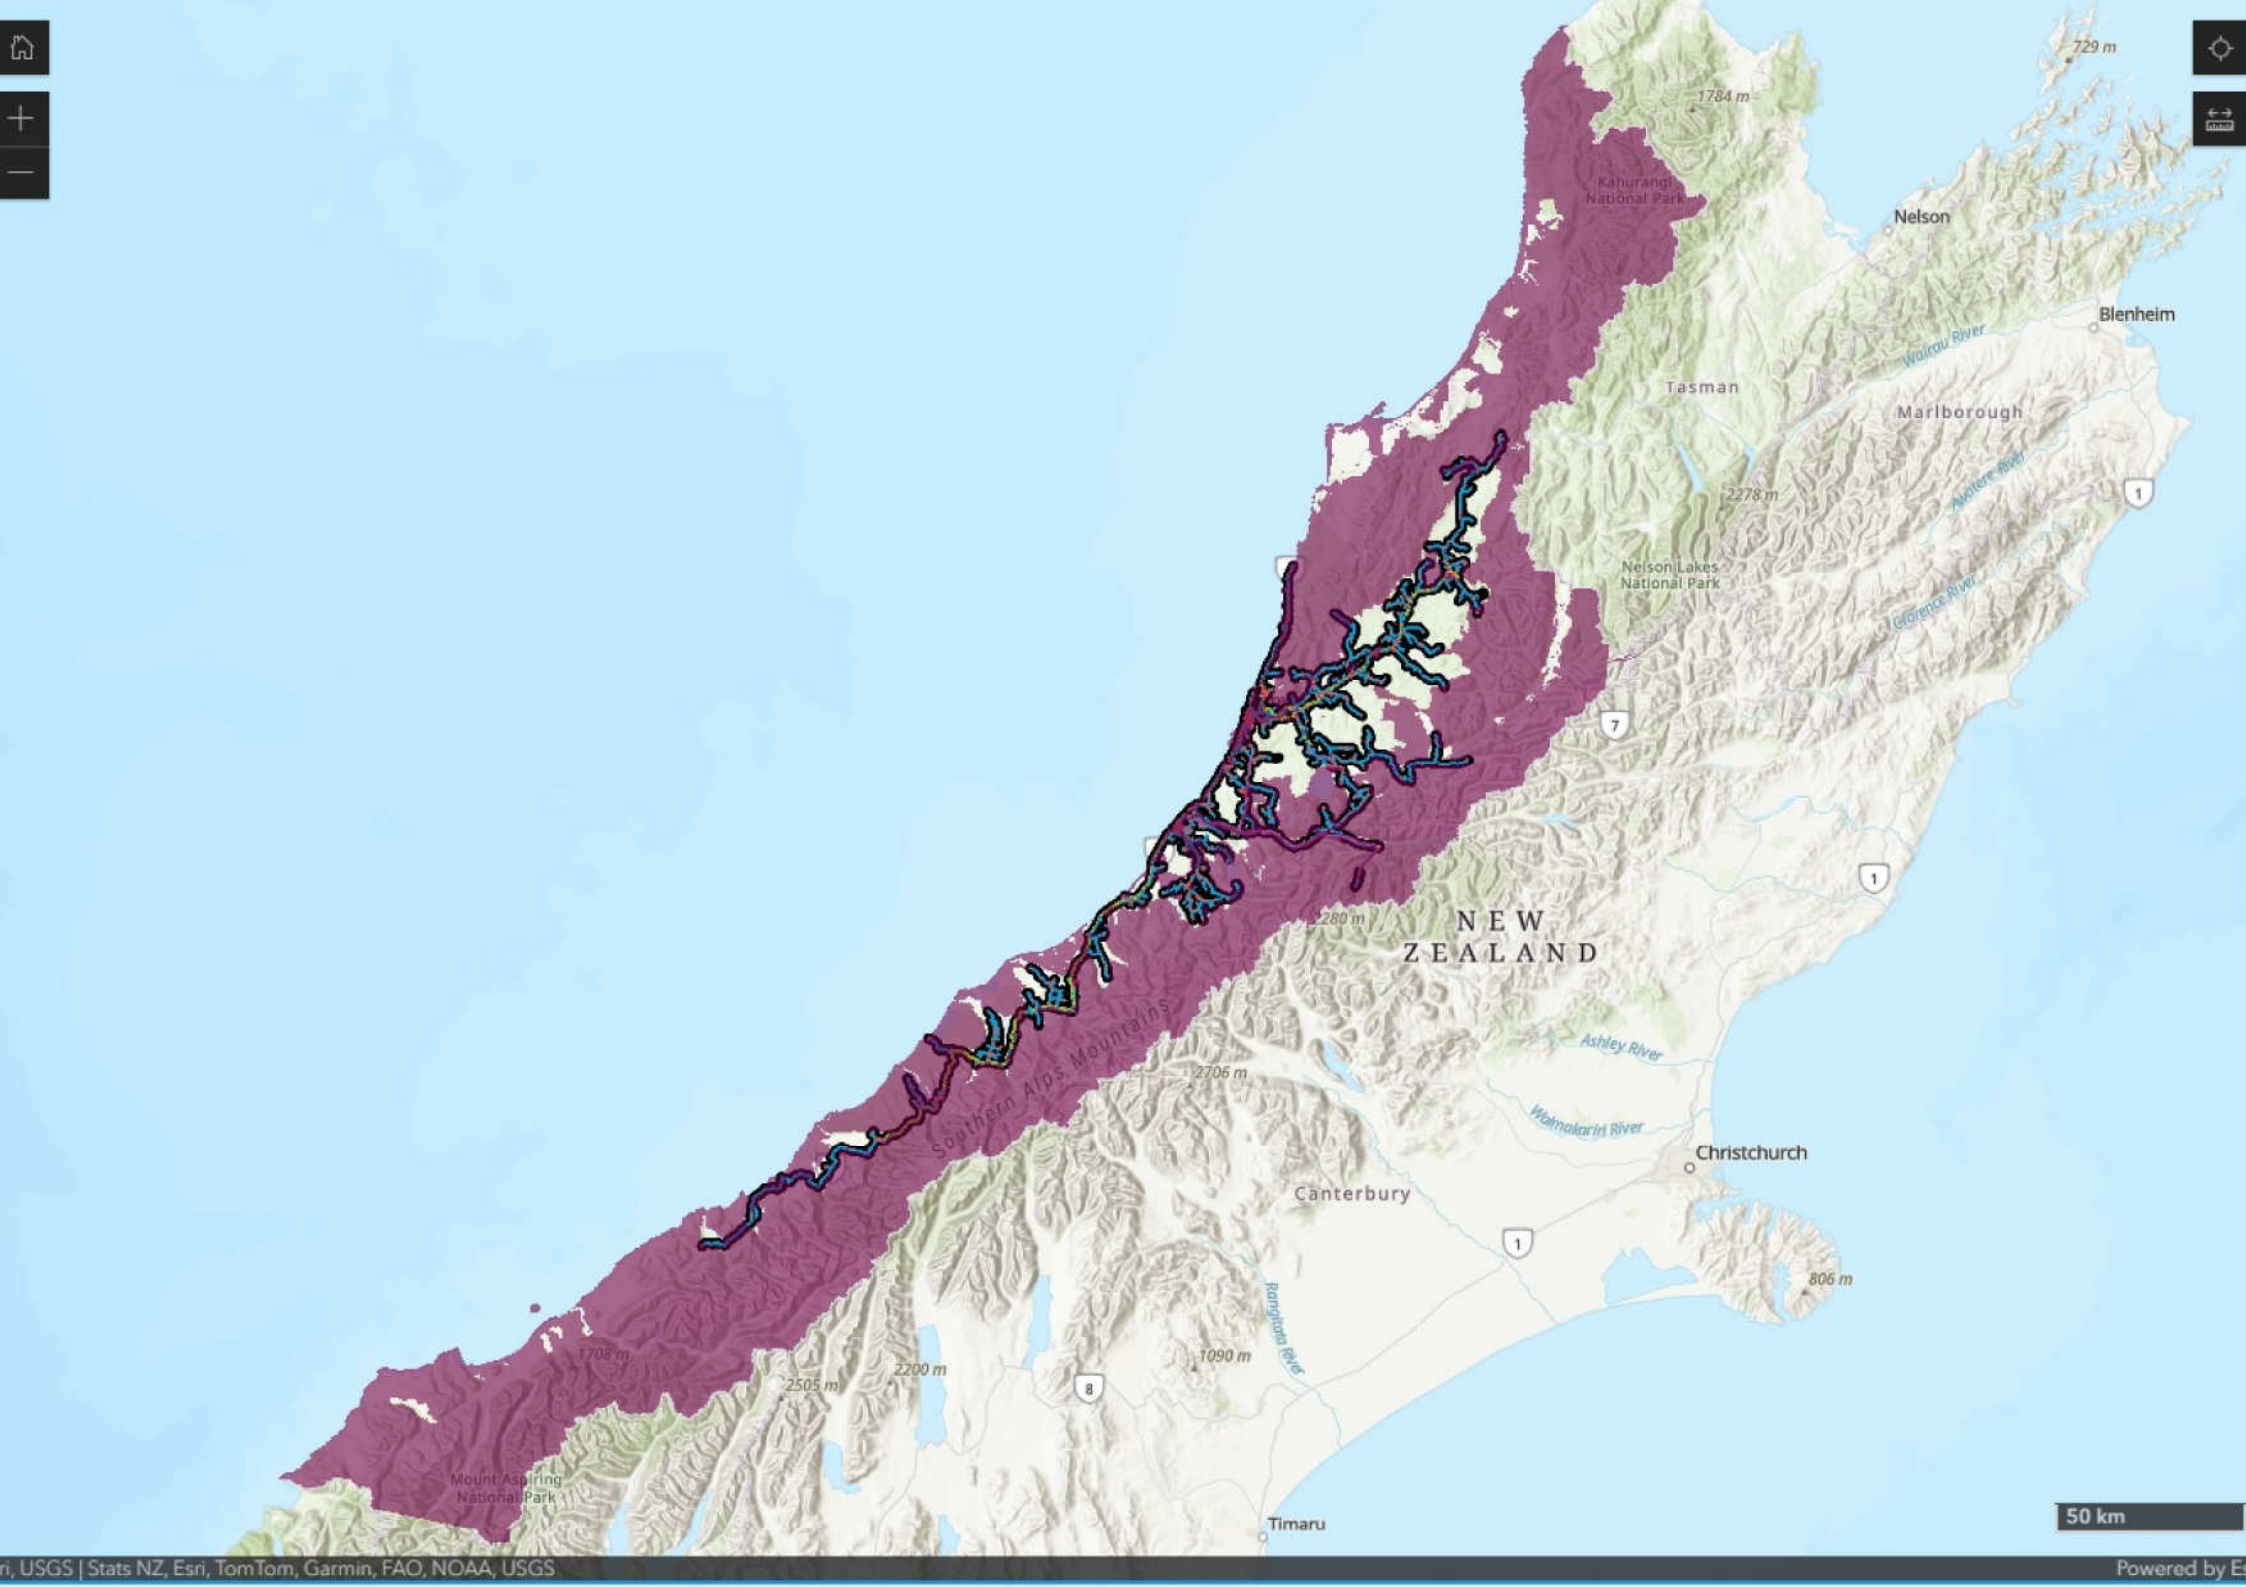 729 m
1784 m
Kahurangi
National Park
Nelson
Blenheim
Wairau River
Tasman
Marlborough
Awatere River
2278 m
1
Nelson Lakes
National Park
Clarence River
7
1
2280 m
NEW
ZEALAND
Southern Alps Mountains
Ashley River
2706 m
Waimakariri River
Christchurch
Canterbury
1
806 m
Rangitata River
1708 m
1090 m
2200 m
2505 m
8
Mount Aspiring
National Park
50 km
Timaru
ri, USGS | Stats NZ, Esri, TomTom, Garmin, FAO, NOAA, USGS
Powered by Es